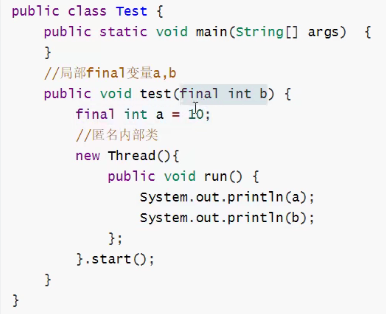 public class Test {
public static void main(String[] args)  {
}
//局部final变量a,b
public void test(final int b) {
final int a = 10;
//匿名内部类
new Thread(){
public void run() {
System.out.println(a);
System.out.println(b);
};
}.start();
}
}